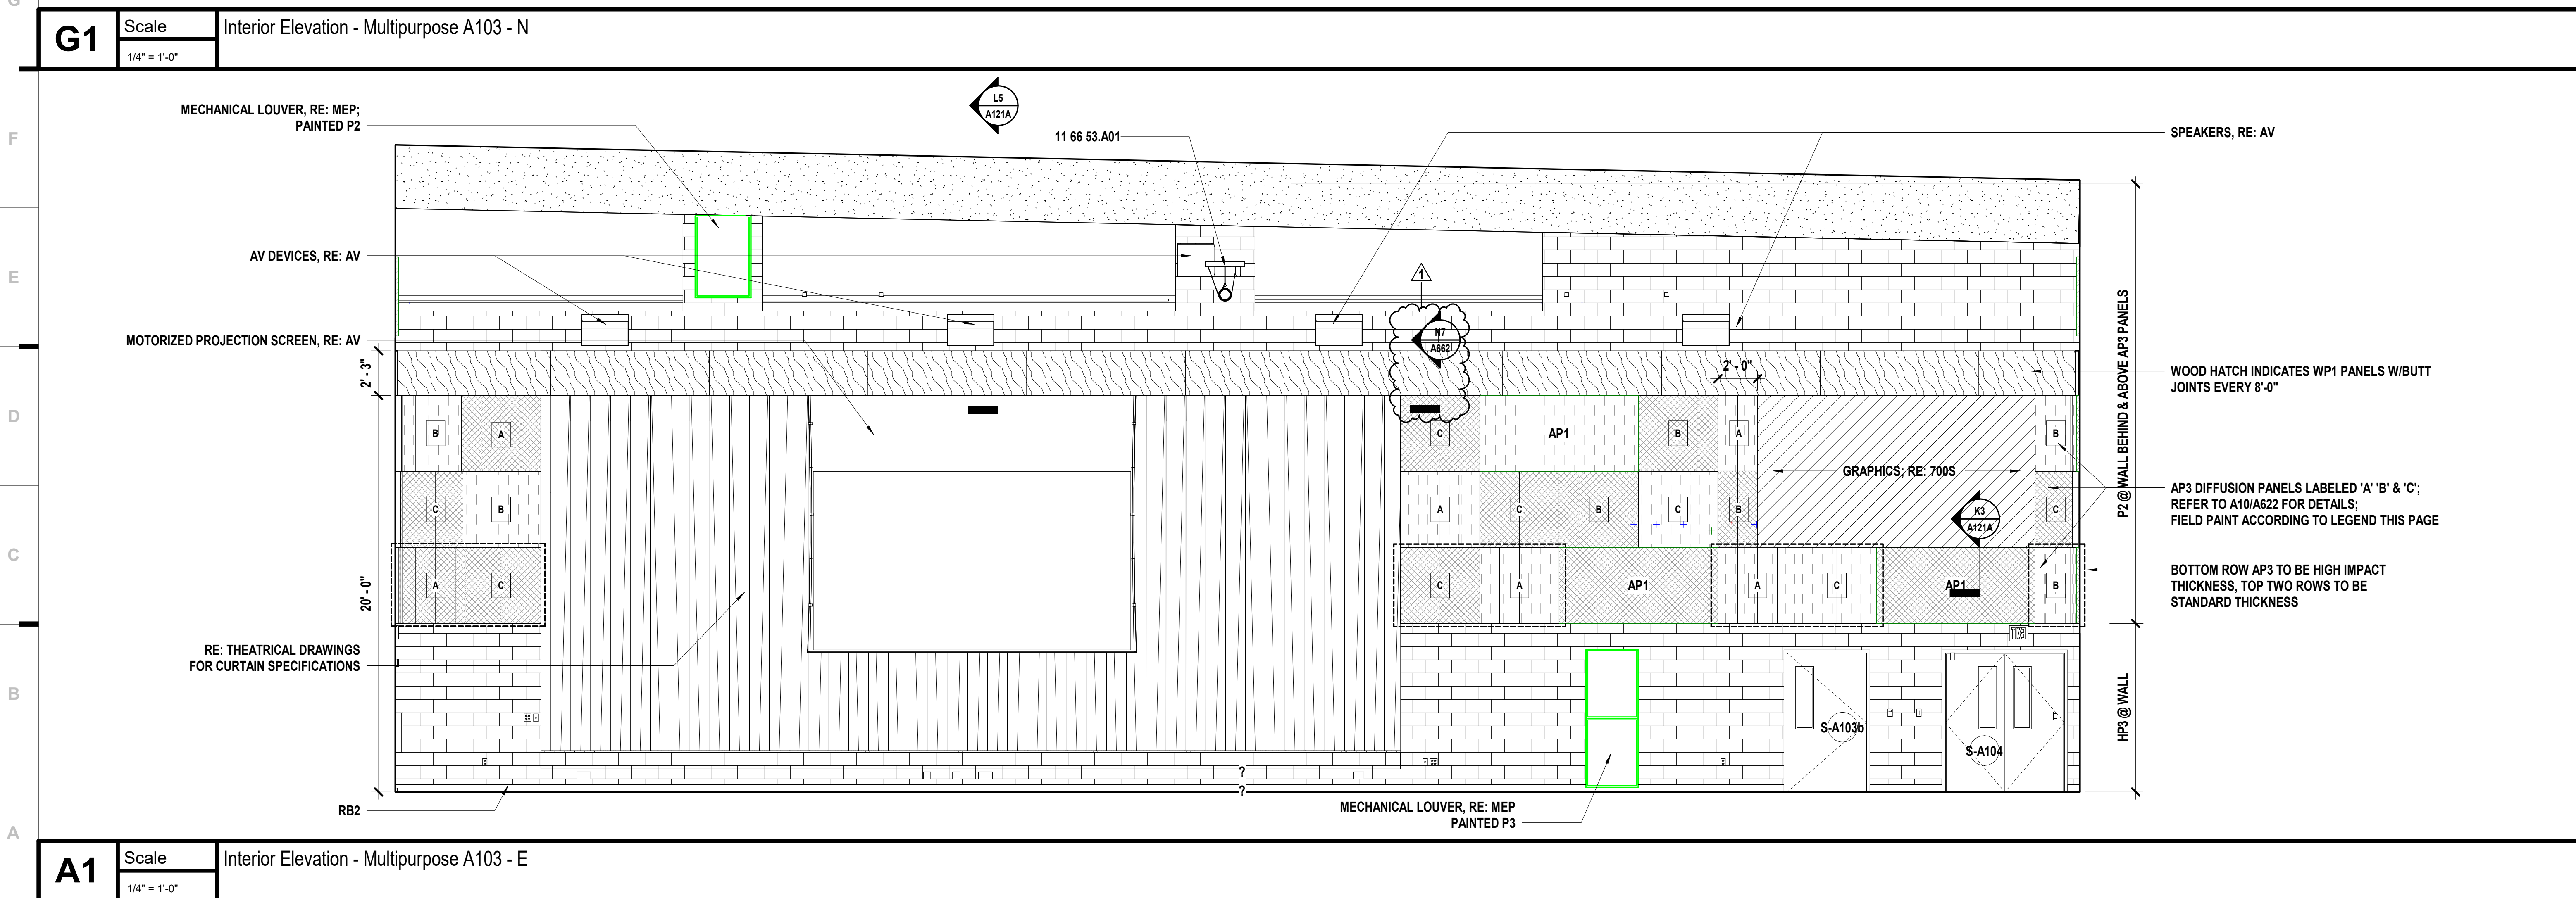 G
G1
Scale
1/4" = 1'-0"
Interior Elevation - Multipurpose A103 - N
F
E
D
C
B
A
MECHANICAL LOUVER, RE: MEP;
PAINTED P2
L5
A121A
11 66 53.A01
SPEAKERS, RE: AV
AV DEVICES, RE: AV
1
N7
A662
MOTORIZED PROJECTION SCREEN, RE: AV
2' - 3"
2' - 0"
WOOD HATCH INDICATES WP1 PANELS W/BUTT
JOINTS EVERY 8'-0"
P2 @ WALL BEHIND & ABOVE AP3 PANELS
B
A
C
AP1
B
A
B
C
B
A
C
B
C
B
GRAPHICS; RE: 700S
C
K3
A121A
AP3 DIFFUSION PANELS LABELED 'A' 'B' & 'C';
REFER TO A10/A622 FOR DETAILS;
FIELD PAINT ACCORDING TO LEGEND THIS PAGE
20' - 0"
A
C
C
A
AP1
A
C
AP1
B
BOTTOM ROW AP3 TO BE HIGH IMPACT
THICKNESS, TOP TWO ROWS TO BE
STANDARD THICKNESS
RE: THEATRICAL DRAWINGS
FOR CURTAIN SPECIFICATIONS
HP3 @ WALL
S-A103b
S-A104
?
?
RB2
MECHANICAL LOUVER, RE: MEP
PAINTED P3
A1
Scale
1/4" = 1'-0"
Interior Elevation - Multipurpose A103 - E